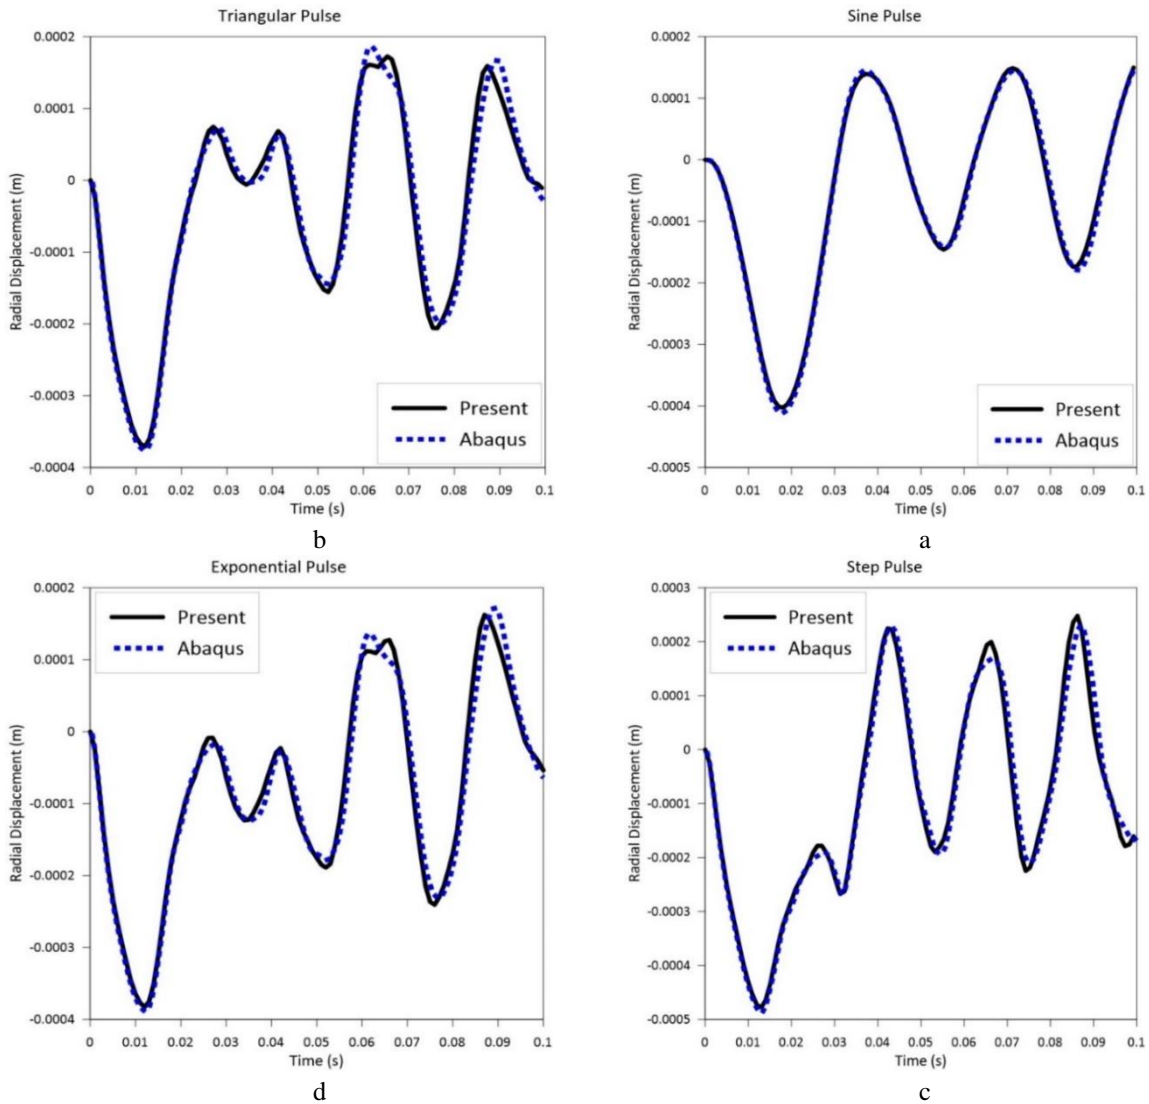 Triangular Pulse
0.0002
0.0001
0
-0.0001
-0.0002
-0.0003
-0.0004
Radial Displacement (m)
Present
Abaqus
0 0.01 0.02 0.03 0.04 0.05 0.06 0.07 0.08 0.09 0.1
Time (s)
b
Sine Pulse
0.0002
0.0001
0
-0.0001
-0.0002
-0.0003
-0.0004
-0.0005
Radial Displacement (m)
Present
Abaqus
0 0.01 0.02 0.03 0.04 0.05 0.06 0.07 0.08 0.09 0.1
Time (s)
a
Exponential Pulse
0.0002
0.0001
0
-0.0001
-0.0002
-0.0003
-0.0004
Radial Displacement (m)
Present
Abaqus
0 0.01 0.02 0.03 0.04 0.05 0.06 0.07 0.08 0.09 0.1
Time (s)
d
Step Pulse
0.0003
0.0002
0.0001
0
-0.0001
-0.0002
-0.0003
-0.0004
-0.0005
Radial Displacement (m)
Present
Abaqus
0 0.01 0.02 0.03 0.04 0.05 0.06 0.07 0.08 0.09 0.1
Time (s)
c